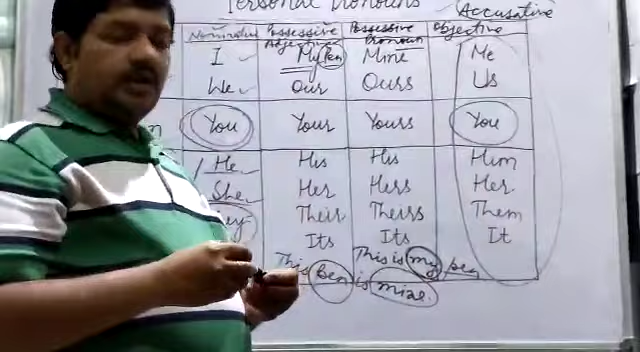 Personal Pronouns
Accusative
Nominative Possessive Adjective Possessive Pronoun Objective
I My Pen Mine Me
We Our Ours Us
You Your Yours You
He His His Him
She Her Hers Her
They Their Theirs Them
Its Its It
This Pen is mine.
This is my pen